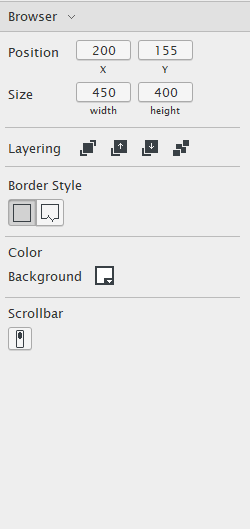 Browser
Position 200 155
X Y
Size 450 400
width height
Layering
Border Style
Color
Background
Scrollbar